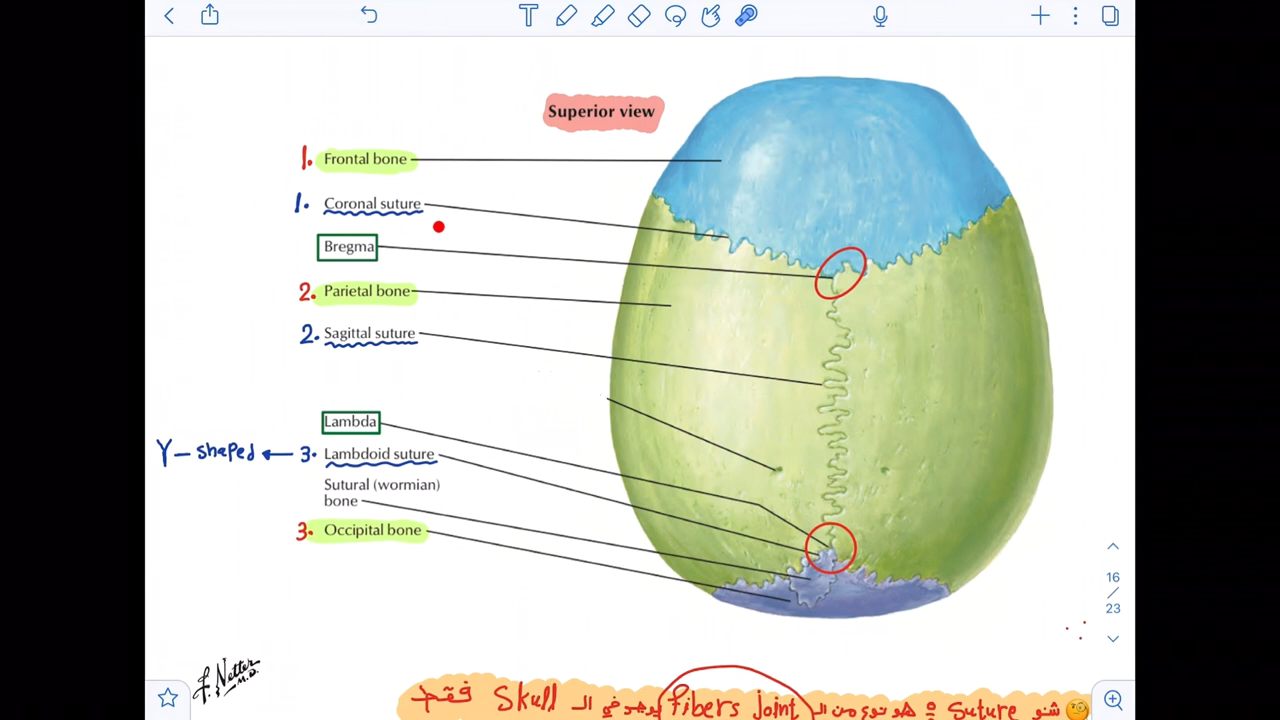 Superior view
1. Frontal bone
1. Coronal suture
Bregma
2. Parietal bone
2. Sagittal suture
Lambda
Y – shaped ← 3. Lambdoid suture
Sutural (wormian)
bone
3. Occipital bone
16
/
23
F. Netter
M.D.
🧐 شنو Suture ؟ هو نوع من الـ Fibers joint يوجد في الـ Skull فقط